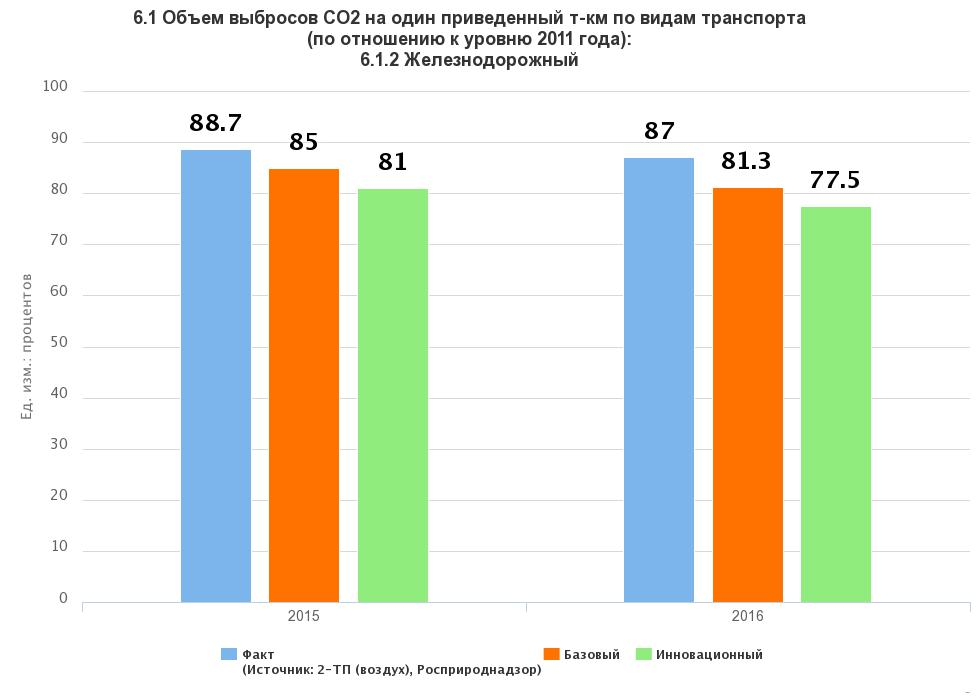 6.1 Объем выбросов CO2 на один приведенный т-км по видам транспорта
(по отношению к уровню 2011 года):
6.1.2 Железнодорожный
100
90
80
70
60
50
40
30
20
10
0
Ед. изм.: процентов
88.7
85
81
87
81.3
77.5
2015
2016
Факт
(Источник: 2-ТП (воздух), Росприроднадзор)
Базовый
Инновационный